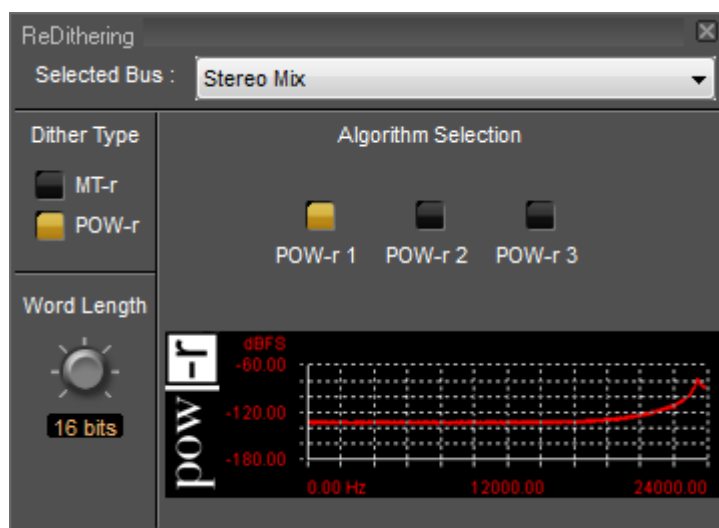 ReDithering
Selected Bus : Stereo Mix
Dither Type
MT-r
POW-r
Algorithm Selection
POW-r 1 POW-r 2 POW-r 3
Word Length
16 bits
pow-r
dBFS
-60.00
-120.00
-180.00
0.00 Hz 12000.00 24000.00